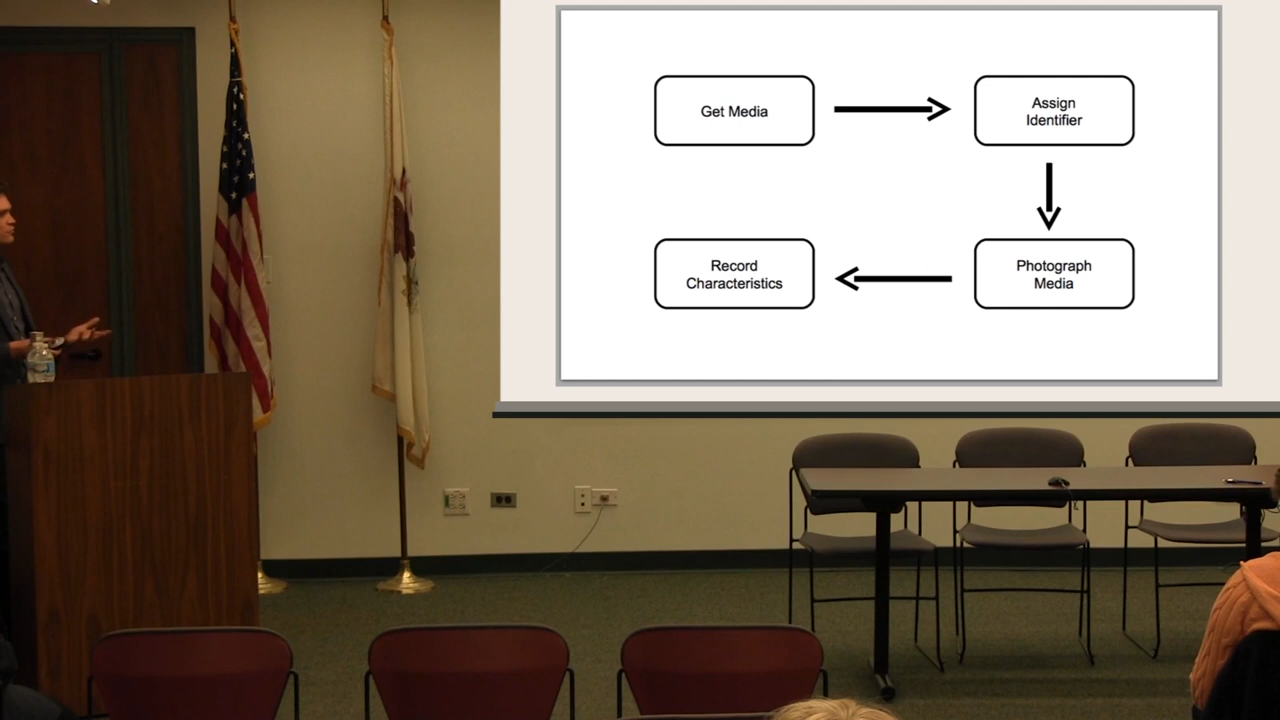 Get Media
Assign
Identifier
Record
Characteristics
Photograph
Media